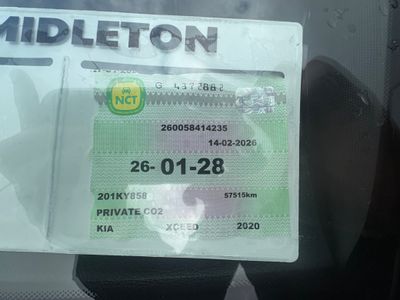 MIDLETON
NCT
260058414235
14-02-2026
26- 01-28
201KY858 57515km
PRIVATE CO2
KIA XCEED 2020